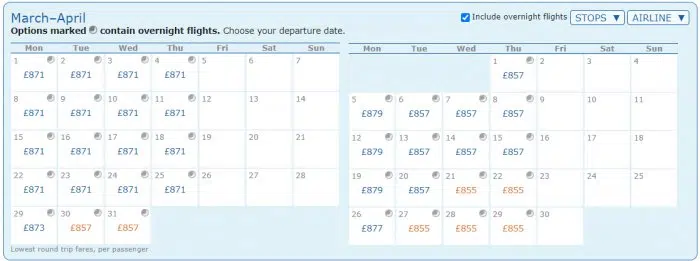 March–April
Include overnight flights STOPS ▼ AIRLINE ▼
Options marked contain overnight flights. Choose your departure date.
Mon Tue Wed Thu Fri Sat Sun
1 2 3 4 5 6 7
£871 £871 £871 £871
8 9 10 11 12 13 14
£871 £871 £871 £871
15 16 17 18 19 20 21
£871 £871 £871 £871
22 23 24 25 26 27 28
£871 £871 £871 £871
29 30 31
£873 £857 £857
Mon Tue Wed Thu Fri Sat Sun
1 2 3 4
£857
5 6 7 8 9 10 11
£879 £857 £857 £857
12 13 14 15 16 17 18
£879 £857 £857 £857
19 20 21 22 23 24 25
£879 £857 £855 £855
26 27 28 29 30
£877 £855 £855 £855
Lowest round trip fares, per passenger